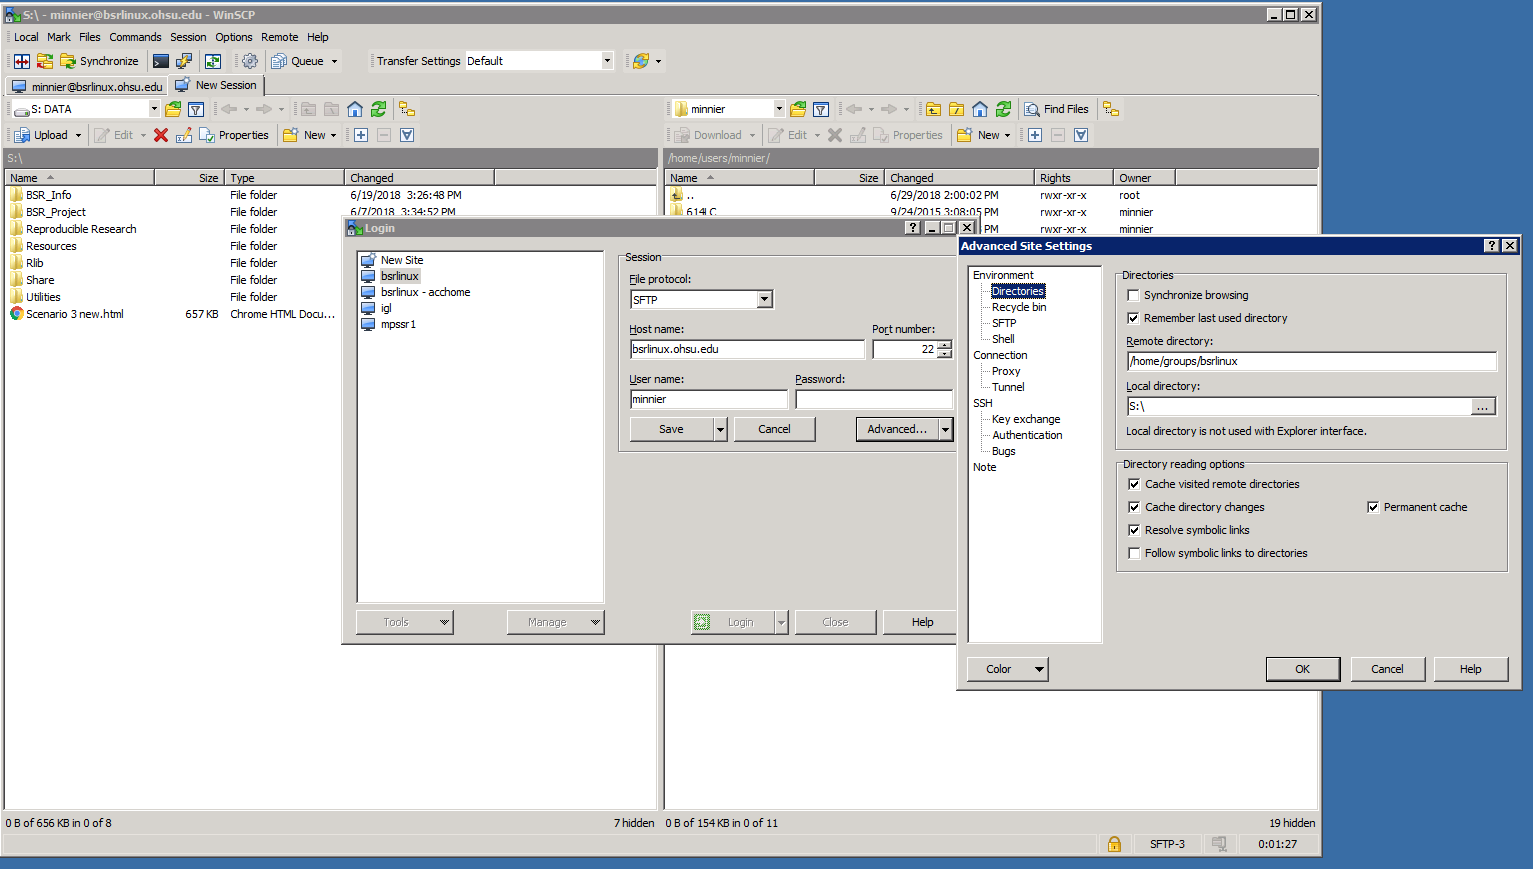 S:\ - minnier@bsrlinux.ohsu.edu - WinSCP
Local Mark Files Commands Session Options Remote Help
Synchronize Queue Transfer Settings Default
minnier@bsrlinux.ohsu.edu New Session
S: DATA
Upload Edit Properties New
S:\
Name Size Type Changed
BSR_Info File folder 6/19/2018 3:26:48 PM
BSR_Project File folder 6/7/2018 3:34:52 PM
Reproducible Research File folder
Resources File folder
Rlib File folder
Share File folder
Utilities File folder
Scenario 3 new.html 657 KB Chrome HTML Docu...
0 B of 656 KB in 0 of 8 7 hidden
minnier Find Files
Download Edit Properties New
/home/users/minnier/
Name Size Changed Rights Owner
.. 6/29/2018 2:00:02 PM rwxr-xr-x root
614LC 9/24/2015 3:08:05 PM rwxr-xr-x minnier
PM rwxr-xr-x minnier
0 B of 154 KB in 0 of 11 19 hidden
SFTP-3 0:01:27
Login
New Site
bsrlinux
bsrlinux - acchome
igl
mpssr1
Session
File protocol:
SFTP
Host name: Port number:
bsrlinux.ohsu.edu 22
User name: Password:
minnier
Save Cancel Advanced...
Tools Manage Login Close Help
Advanced Site Settings
Environment
Directories
Recycle bin
SFTP
Shell
Connection
Proxy
Tunnel
SSH
Key exchange
Authentication
Bugs
Note
Directories
Synchronize browsing
Remember last used directory
Remote directory:
/home/groups/bsrlinux
Local directory:
S:\ ...
Local directory is not used with Explorer interface.
Directory reading options
Cache visited remote directories
Cache directory changes Permanent cache
Resolve symbolic links
Follow symbolic links to directories
Color OK Cancel Help